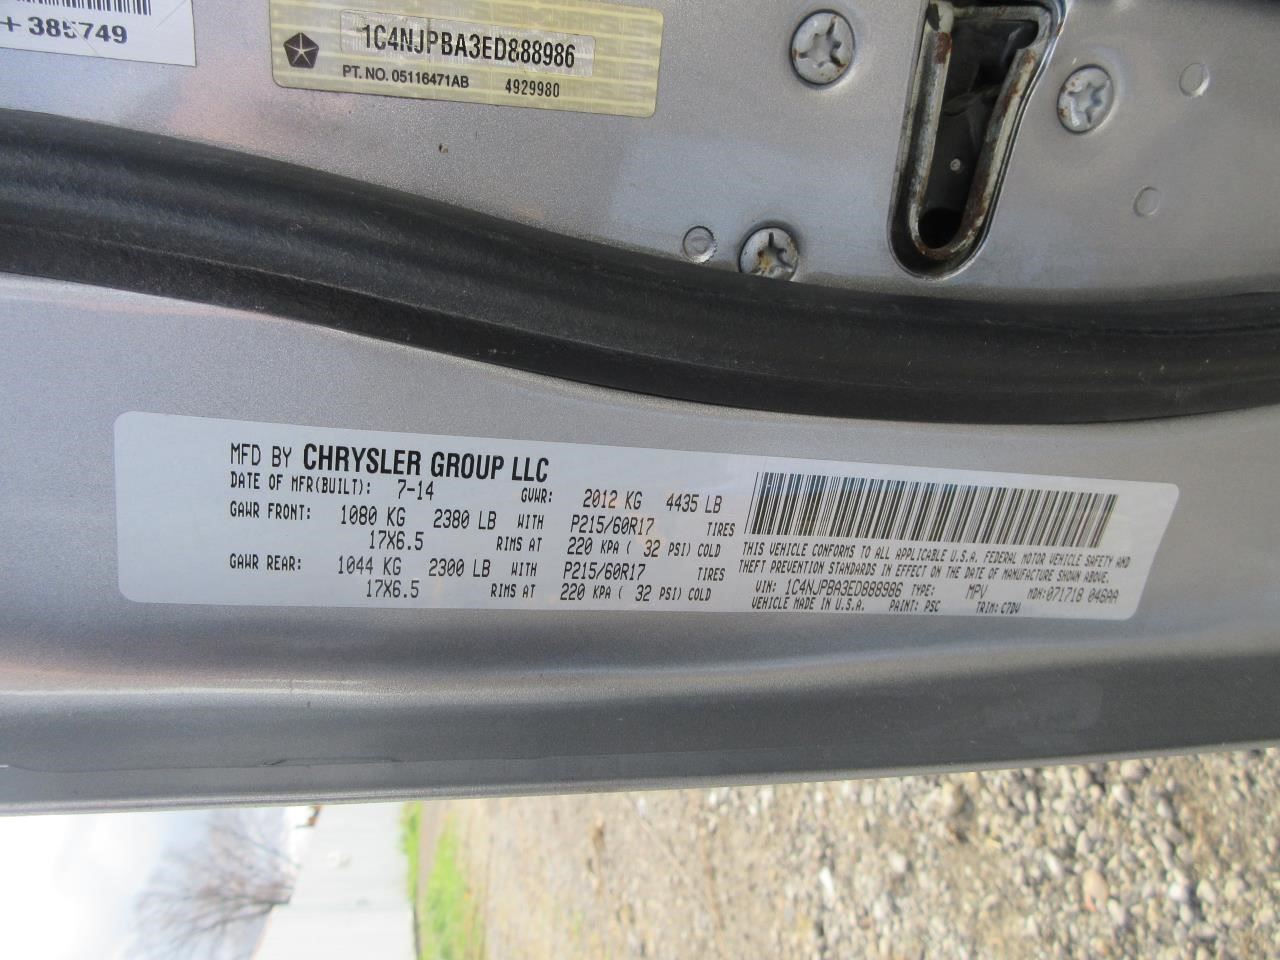 + 385749
1C4NJPBA3ED888986
PT. NO. 05116471AB 4929980
MFD BY CHRYSLER GROUP LLC
DATE OF MFR(BUILT): 7-14 GVWR: 2012 KG 4435 LB
GAWR FRONT: 1080 KG 2380 LB WITH P215/60R17 TIRES
17X6.5 RIMS AT 220 KPA ( 32 PSI) COLD
GAWR REAR: 1044 KG 2300 LB WITH P215/60R17 TIRES
17X6.5 RIMS AT 220 KPA ( 32 PSI) COLD
THIS VEHICLE CONFORMS TO ALL APPLICABLE U.S.A. FEDERAL MOTOR VEHICLE SAFETY AND
THEFT PREVENTION STANDARDS IN EFFECT ON THE DATE OF MANUFACTURE SHOWN ABOVE.
VIN: 1C4NJPBA3ED888986 TYPE: MPV MDH:071718 046AA
VEHICLE MADE IN U.S.A. PAINT: PSC TRIM: C7DV